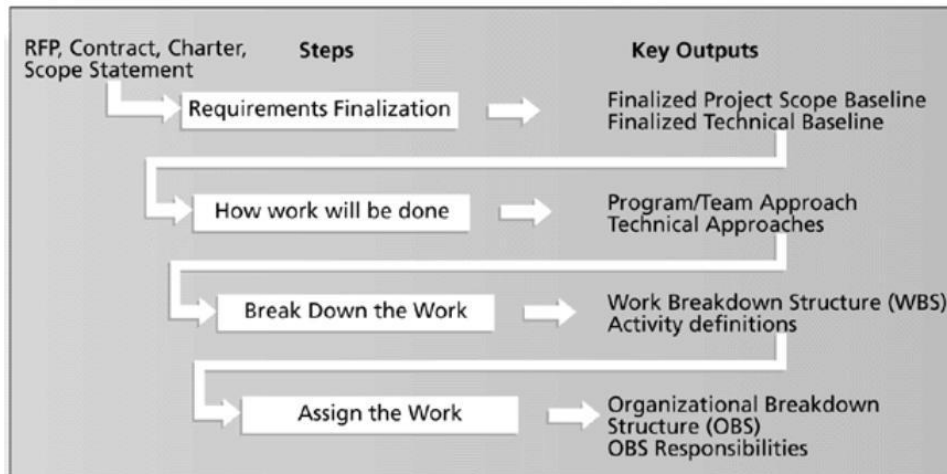 RFP, Contract, Charter,
Scope Statement
Steps
Key Outputs
Requirements Finalization
Finalized Project Scope Baseline
Finalized Technical Baseline
How work will be done
Program/Team Approach
Technical Approaches
Break Down the Work
Work Breakdown Structure (WBS)
Activity definitions
Assign the Work
Organizational Breakdown
Structure (OBS)
OBS Responsibilities